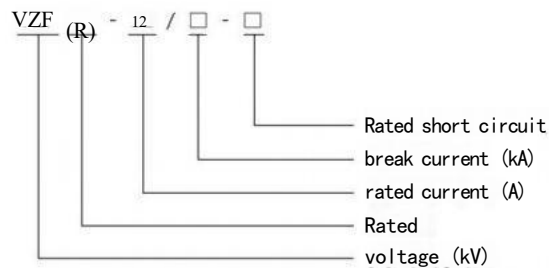 VZF (R) - 12 / □ - □
Rated short circuit
break current (kA)
rated current (A)
Rated
voltage (kV)